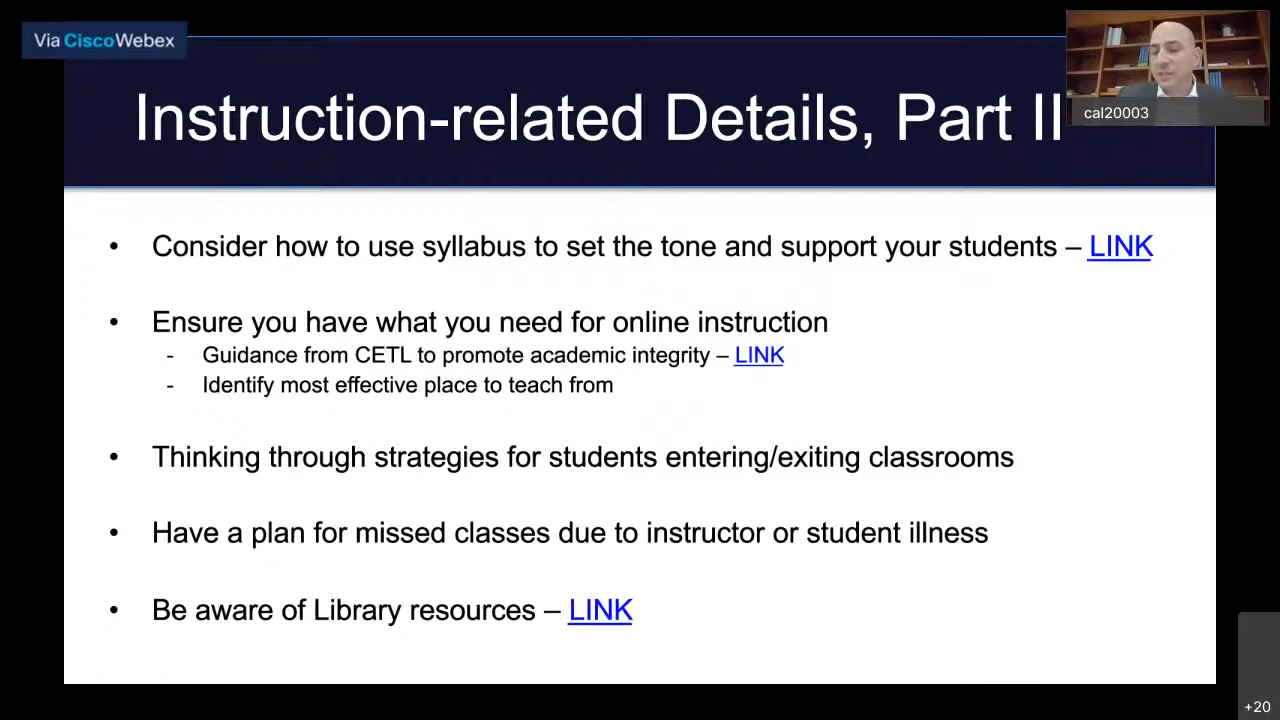 Via CiscoWebex
cal20003
Instruction-related Details, Part II
• Consider how to use syllabus to set the tone and support your students – LINK
• Ensure you have what you need for online instruction
- Guidance from CETL to promote academic integrity – LINK
- Identify most effective place to teach from
• Thinking through strategies for students entering/exiting classrooms
• Have a plan for missed classes due to instructor or student illness
• Be aware of Library resources – LINK
+20